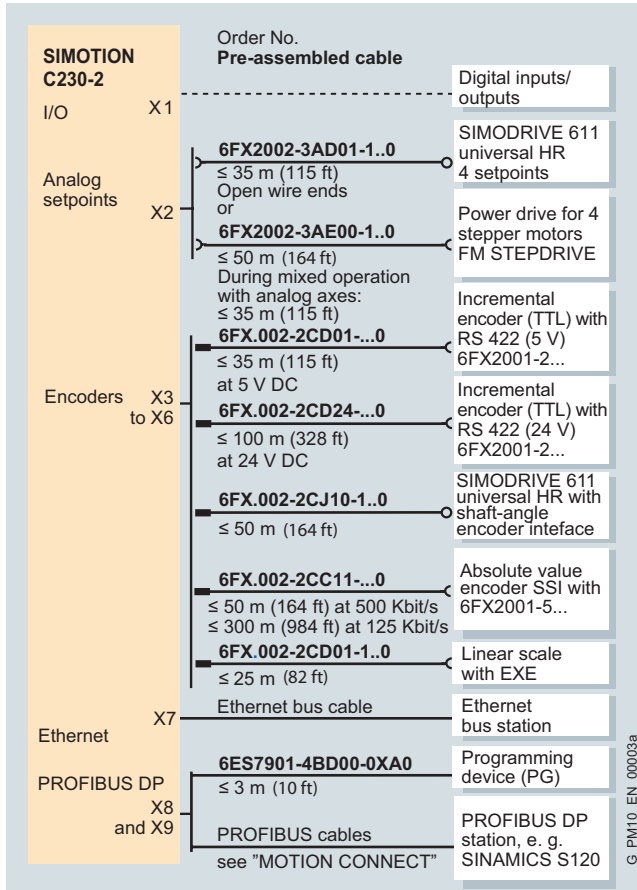 SIMOTION
C230-2
Order No.
Pre-assembled cable
I/O X1
Digital inputs/
outputs
Analog
setpoints
X2
6FX2002-3AD01-1..0
≤ 35 m (115 ft)
Open wire ends
or
SIMODRIVE 611
universal HR
4 setpoints
6FX2002-3AE00-1..0
≤ 50 m (164 ft)
During mixed operation
with analog axes:
≤ 35 m (115 ft)
Power drive for 4
stepper motors
FM STEPDRIVE
Encoders X3
to X6
6FX.002-2CD01-...0
≤ 35 m (115 ft)
at 5 V DC
Incremental
encoder (TTL) with
RS 422 (5 V)
6FX2001-2...
6FX.002-2CD24-...0
≤ 100 m (328 ft)
at 24 V DC
Incremental
encoder (TTL) with
RS 422 (24 V)
6FX2001-2...
6FX.002-2CJ10-1..0
≤ 50 m (164 ft)
SIMODRIVE 611
universal HR with
shaft-angle
encoder inteface
6FX.002-2CC11-...0
≤ 50 m (164 ft) at 500 Kbit/s
≤ 300 m (984 ft) at 125 Kbit/s
Absolute value
encoder SSI with
6FX2001-5...
6FX.002-2CD01-1..0
≤ 25 m (82 ft)
Linear scale
with EXE
X7
Ethernet
Ethernet bus cable
Ethernet
bus station
PROFIBUS DP
X8
and X9
6ES7901-4BD00-0XA0
≤ 3 m (10 ft)
Programming
device (PG)
PROFIBUS cables
see "MOTION CONNECT"
PROFIBUS DP
station, e. g.
SINAMICS S120
G_PM10_EN_00003a